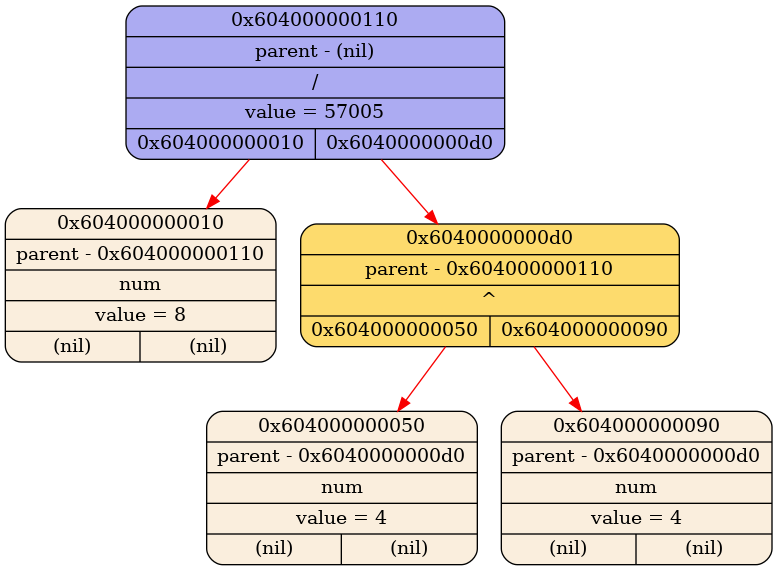 0x604000000110
parent - (nil)
/
value = 57005
0x604000000010 0x6040000000d0
0x604000000010
parent - 0x604000000110
num
value = 8
(nil) (nil)
0x6040000000d0
parent - 0x604000000110
^
0x604000000050 0x604000000090
0x604000000050
parent - 0x6040000000d0
num
value = 4
(nil) (nil)
0x604000000090
parent - 0x6040000000d0
num
value = 4
(nil) (nil)